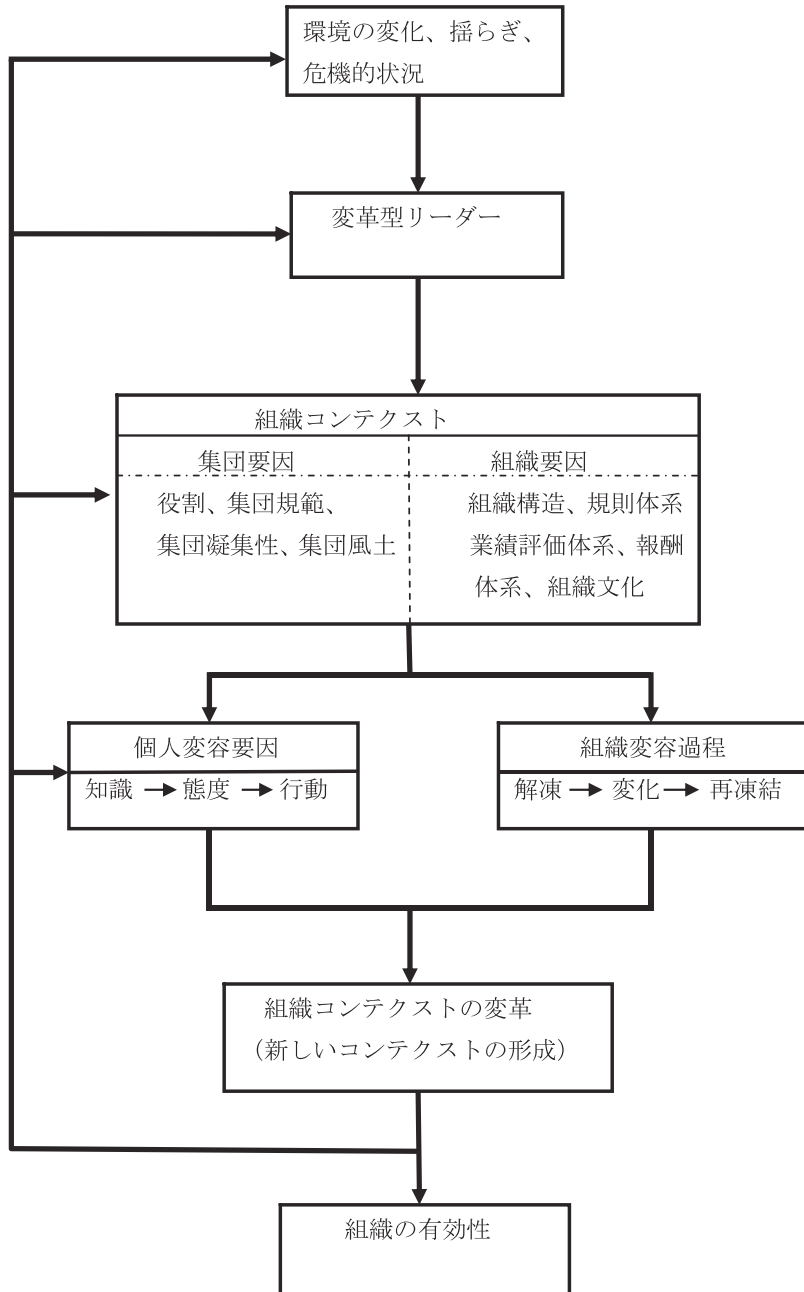 環境の変化、揺らぎ、
危機的状況
変革型リーダー
組織コンテクスト
集団要因
組織要因
役割、集団規範、
集団凝集性、集団風土
組織構造、規則体系
業績評価体系、報酬
体系、組織文化
個人変容要因
知識 → 態度 → 行動
組織変容過程
解凍 → 変化 → 再凍結
組織コンテクストの変革
（新しいコンテクストの形成）
組織の有効性